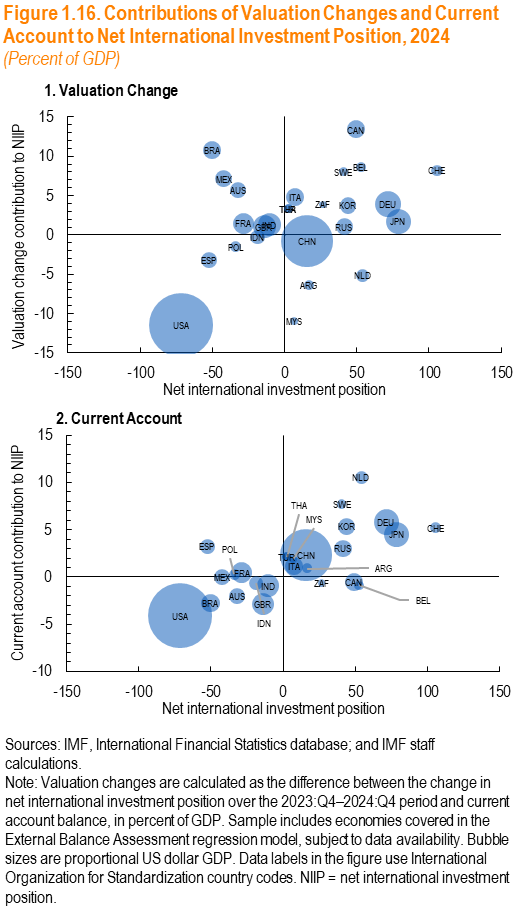 Figure 1.16. Contributions of Valuation Changes and Current
Account to Net International Investment Position, 2024
(Percent of GDP)
1. Valuation Change
15
10
5
0
-5
-10
-15
Valuation change contribution to NIIP
CAN
BRA
BEL
SWE
CHE
MEX
AUS
ITA
ZAF
KOR
DEU
THA
JPN
FRA
GBR
IND
RUS
IDN
CHN
POL
ESP
NLD
ARG
MYS
USA
-150
-100
-50
0
50
100
150
Net international investment position
2. Current Account
15
10
5
0
-5
-10
Current account contribution to NIIP
NLD
THA
SWE
MYS
KOR
DEU
CHE
JPN
ESP
POL
RUS
TUR
CHN
ITA
ARG
MEX
FRA
IND
ZAF
CAN
BEL
BRA
AUS
GBR
USA
IDN
-150
-100
-50
0
50
100
150
Net international investment position
Sources: IMF, International Financial Statistics database; and IMF staff
calculations.
Note: Valuation changes are calculated as the difference between the change in
net international investment position over the 2023:Q4–2024:Q4 period and current
account balance, in percent of GDP. Sample includes economies covered in the
External Balance Assessment regression model, subject to data availability. Bubble
sizes are proportional US dollar GDP. Data labels in the figure use International
Organization for Standardization country codes. NIIP = net international investment
position.